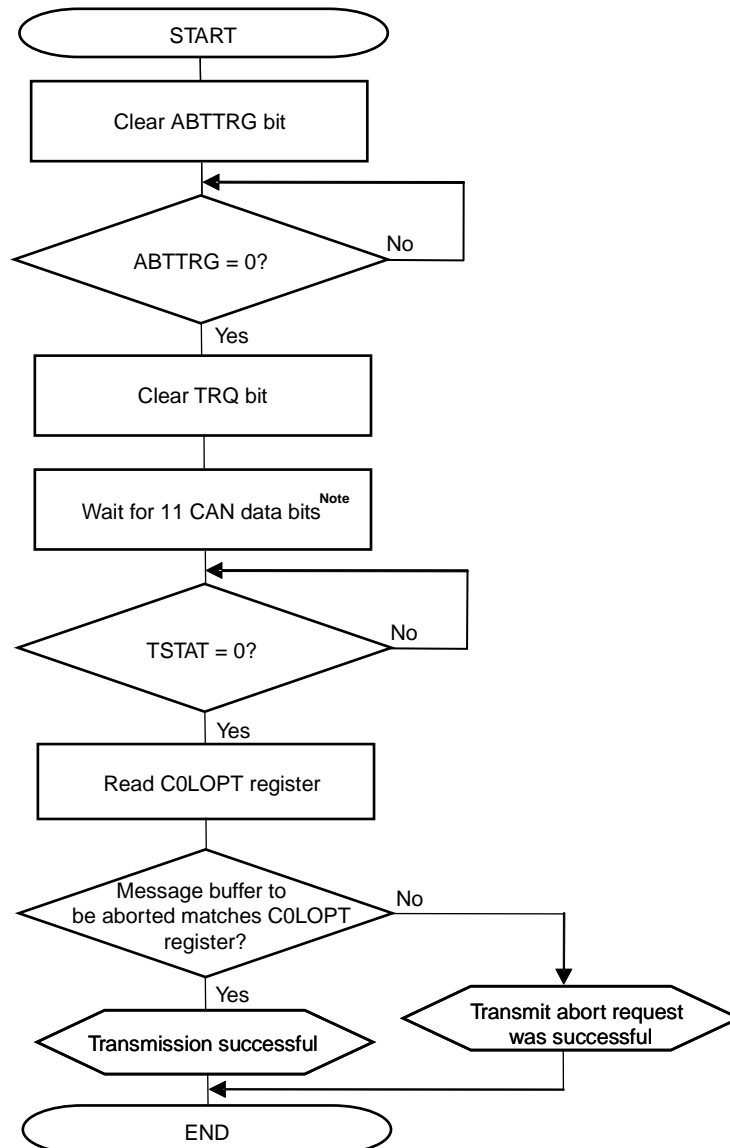 START
Clear ABTTRG bit
ABTTRG = 0?
No
Yes
Clear TRQ bit
Wait for 11 CAN data bits Note
TSTAT = 0?
No
Yes
Read C0LOPT register
Message buffer to
be aborted matches C0LOPT
register?
No
Yes
Transmission successful
Transmit abort request
was successful
END